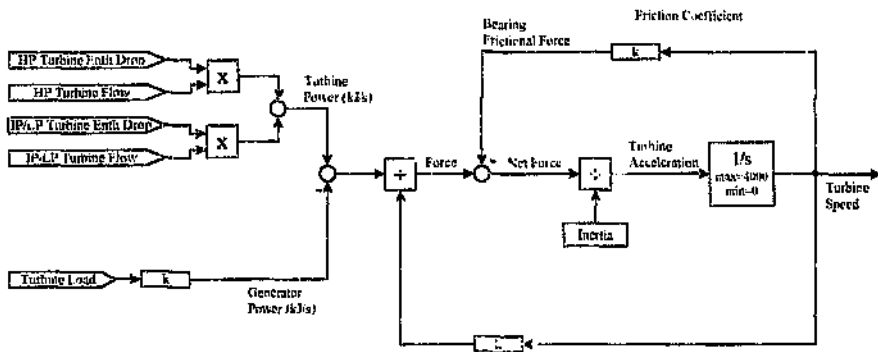 Friction Coefficient
Bearing
Frictional Force
k
HP Turbine Enth Drop
HP Turbine Flow
X
Turbine
Power (kJ/s)
IP/LP Turbine Enth Drop
IP/LP Turbine Flow
X
÷
Force
Net Force
÷
Turbine
Acceleration
1/s
max=4000
min=0
Turbine
Speed
Inertia
Turbine Load
k
Generator
Power (kJ/s)